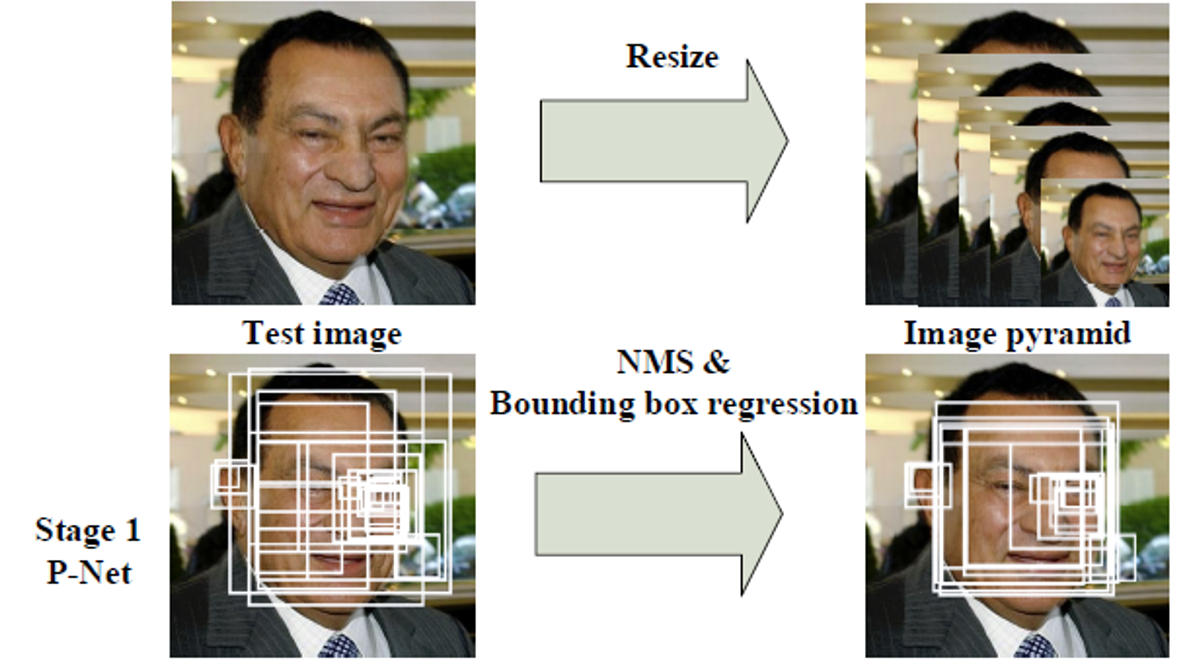 Resize
Test image
Image pyramid
NMS &
Bounding box regression
Stage 1
P-Net